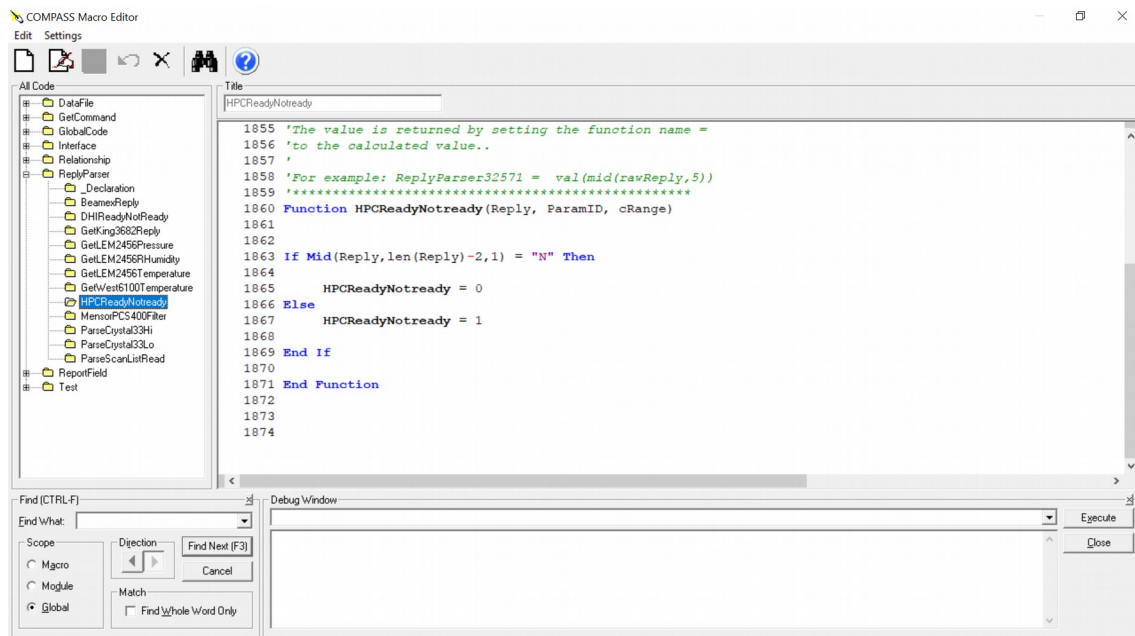 COMPASS Macro Editor
Edit Settings
All Code
DataFile
GetCommand
GlobalCode
Interface
Relationship
ReplyParser
_Declaration
BeamexReply
DHIReadyNotReady
GetKing3682Reply
GetLEM2456Pressure
GetLEM2456RHumidity
GetLEM2456Temperature
GetWest6100Temperature
HPCReadyNotready
MensorPCS400Filter
ParseCrystal33Hi
ParseCrystal33Lo
ParseScanListRead
ReportField
Test
Title
HPCReadyNotready
1855 'The value is returned by setting the function name =
1856 'to the calculated value..
1857 '
1858 'For example: ReplyParser32571 = val(mid(rawReply,5))
1859 '**************************************************
1860 Function HPCReadyNotready(Reply, ParamID, cRange)
1861
1862
1863 If Mid(Reply,len(Reply)-2,1) = "N" Then
1864
1865 HPCReadyNotready = 0
1866 Else
1867 HPCReadyNotready = 1
1868
1869 End If
1870
1871 End Function
1872
1873
1874
Find (CTRL-F)
Find What:
Scope
Macro
Module
Global
Direction
Find Next (F3)
Cancel
Match
Find Whole Word Only
Debug Window
Execute
Close